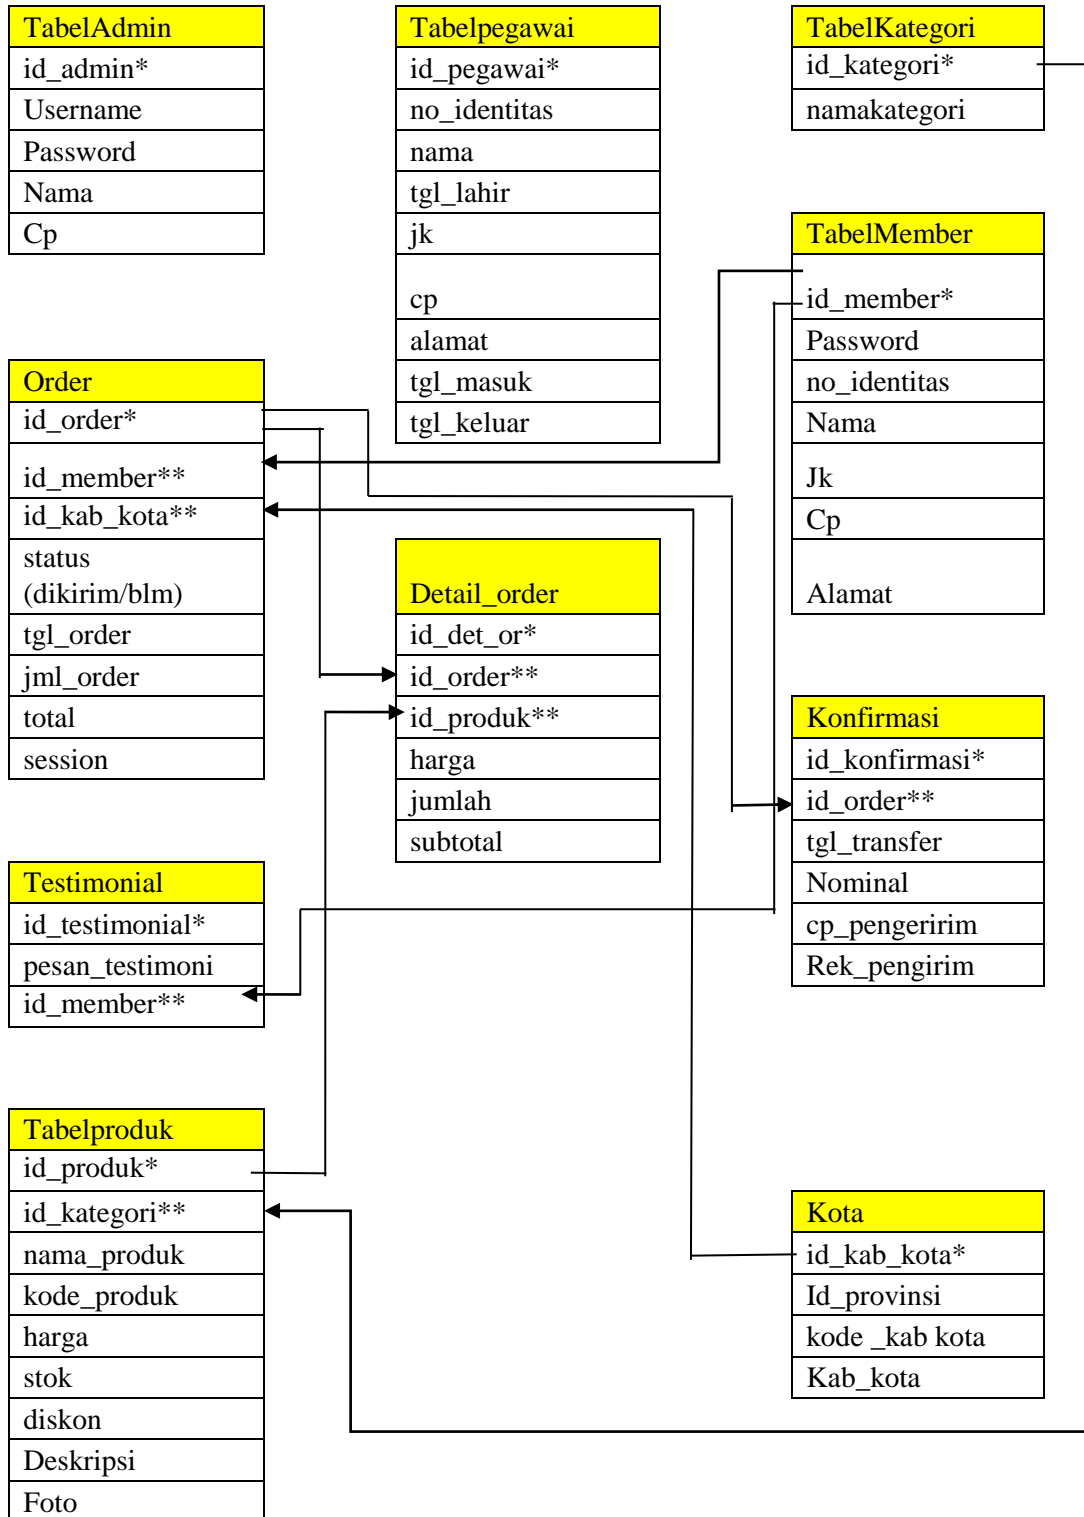 TabelAdmin
id_admin*
Username
Password
Nama
Cp
Tabelpegawai
id_pegawai*
no_identitas
nama
tgl_lahir
jk
cp
alamat
tgl_masuk
tgl_keluar
TabelKategori
id_kategori*
namakategori
TabelMember
id_member*
Password
no_identitas
Nama
Jk
Cp
Alamat
Order
id_order*
id_member**
id_kab_kota**
status
(dikirim/blm)
tgl_order
jml_order
total
session
Detail_order
id_det_or*
id_order**
id_produk**
harga
jumlah
subtotal
Konfirmasi
id_konfirmasi*
id_order**
tgl_transfer
Nominal
cp_pengeririm
Rek_pengirim
Testimonial
id_testimonial*
pesan_testimoni
id_member**
Tabelproduk
id_produk*
id_kategori**
nama_produk
kode_produk
harga
stok
diskon
Deskripsi
Foto
Kota
id_kab_kota*
Id_provinsi
kode _kab kota
Kab_kota